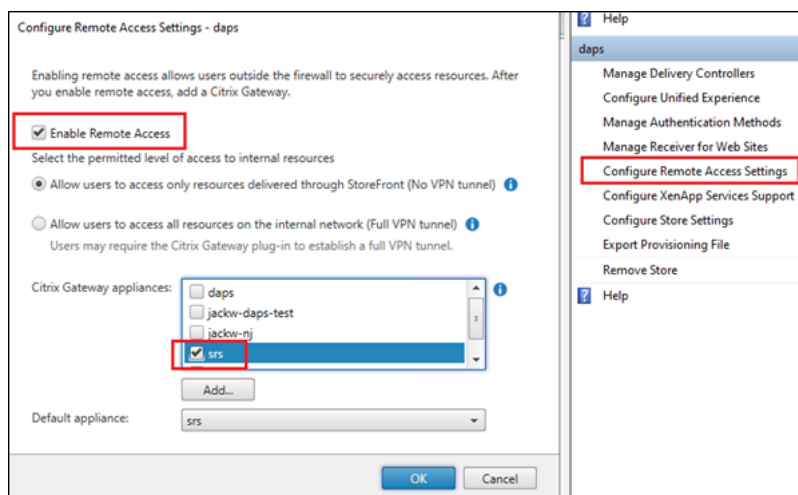 Configure Remote Access Settings - daps
Enabling remote access allows users outside the firewall to securely access resources. After
you enable remote access, add a Citrix Gateway.
Enable Remote Access
Select the permitted level of access to internal resources
Allow users to access only resources delivered through StoreFront (No VPN tunnel)
Allow users to access all resources on the internal network (Full VPN tunnel)
Users may require the Citrix Gateway plug-in to establish a full VPN tunnel.
Citrix Gateway appliances:
daps
jackw-daps-test
jackw-nj
srs
Add...
Default appliance:
srs
OK
Cancel
Help
daps
Manage Delivery Controllers
Configure Unified Experience
Manage Authentication Methods
Manage Receiver for Web Sites
Configure Remote Access Settings
Configure XenApp Services Support
Configure Store Settings
Export Provisioning File
Remove Store
Help